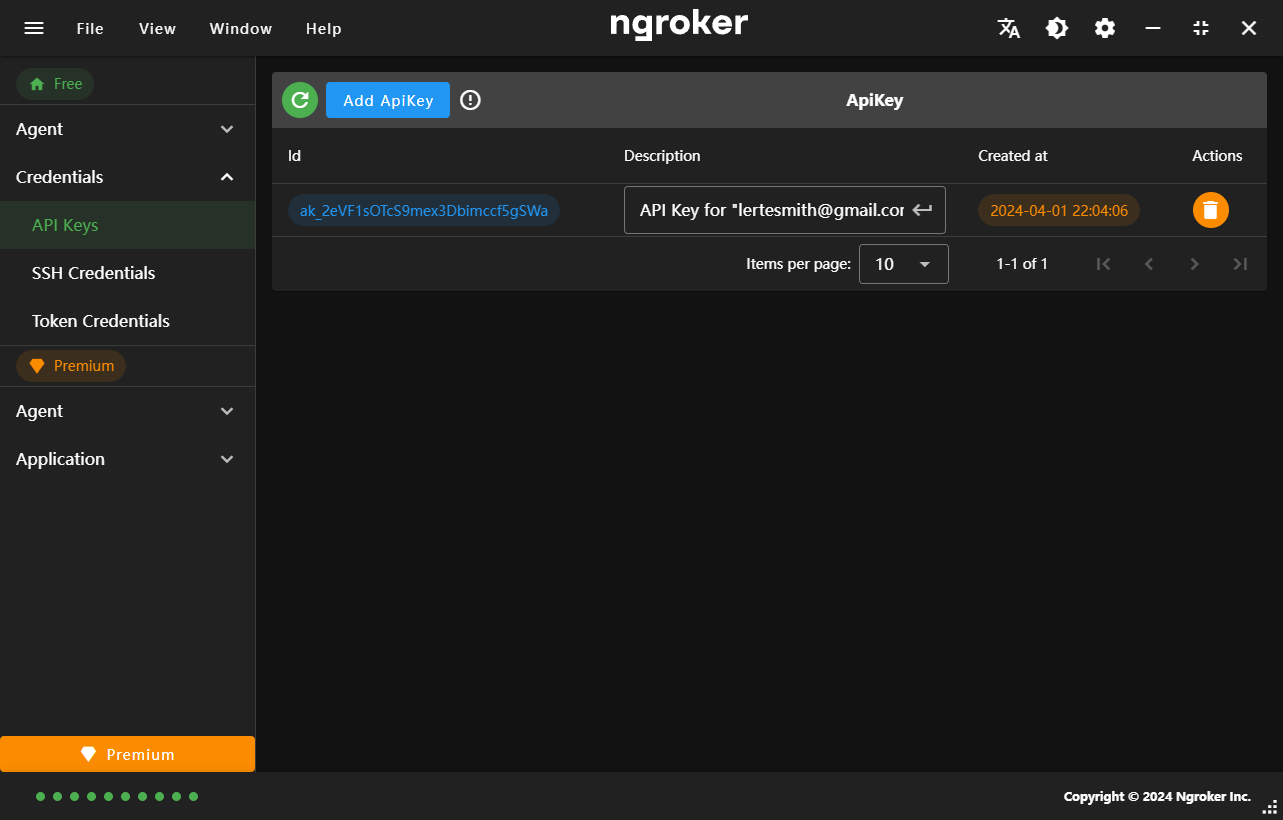 File View Window Help ngroker
Free
Add ApiKey ApiKey
Agent
Id Description Created at Actions
Credentials
ak_2eVF1sOTcS9mex3Dbimccf5gSWa API Key for "lertesmith@gmail.com 2024-04-01 22:04:06
API Keys
Items per page: 10 1-1 of 1
SSH Credentials
Token Credentials
Premium
Agent
Application
Premium
Copyright © 2024 Ngroker Inc.